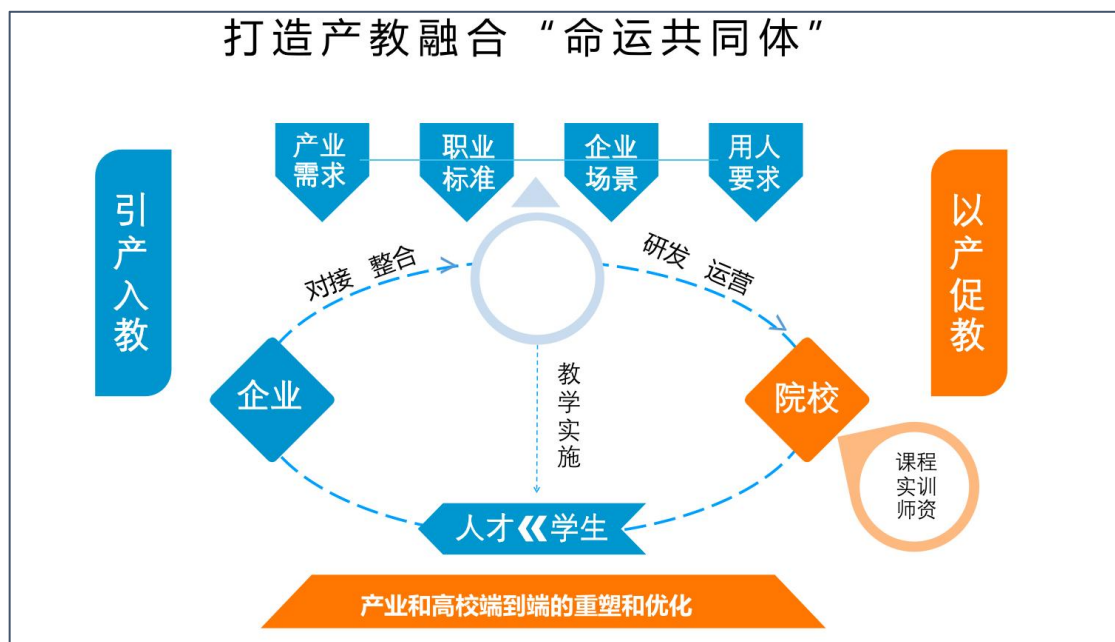 打造产教融合“命运共同体”
产业
需求
职业
标准
企业
场景
用人
要求
引产入教
以产促教
对接 整合
研发 运营
企业
教学实施
院校
课程
实训
师资
人才
学生
产业和高校端到端的重塑和优化